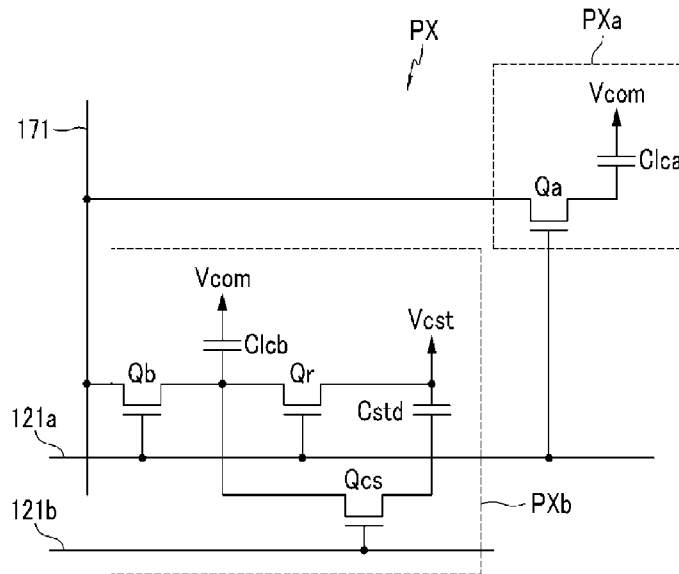 PX
PXa
171
Vcom
Clca
Qa
Vcom
Clcb
Vcst
Qb
Qr
Cstd
121a
Qcs
121b
PXb